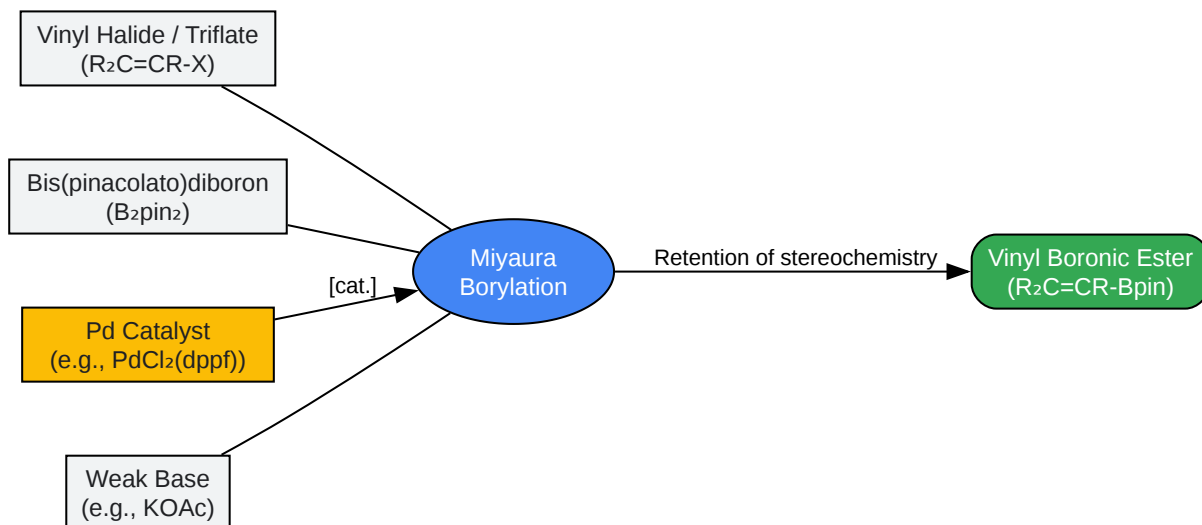 Vinyl Halide / Triflate
(R₂C=CR-X)
Bis(pinacolato)diboron
(B₂pin₂)
Pd Catalyst
(e.g., PdCl₂(dppf))
Weak Base
(e.g., KOAc)
[cat.]
Miyaura
Borylation
Retention of stereochemistry
Vinyl Boronic Ester
(R₂C=CR-Bpin)